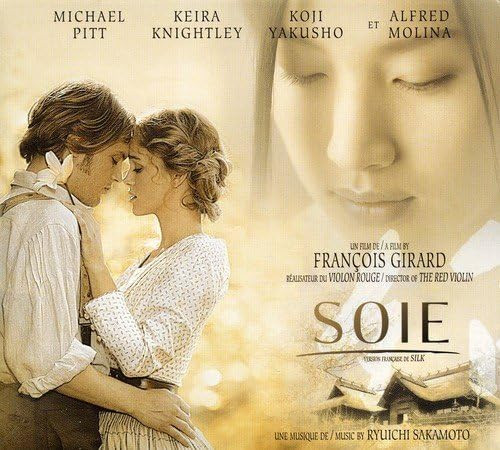 MICHAEL PITT
KEIRA KNIGHTLEY
KOJI YAKUSHO
ET
ALFRED MOLINA
UN FILM DE / A FILM BY
FRANÇOIS GIRARD
RÉALISATEUR DU VIOLON ROUGE / DIRECTOR OF THE RED VIOLIN
SOIE
VERSION FRANÇAISE DE SILK
UNE MUSIQUE DE / MUSIC BY RYUICHI SAKAMOTO